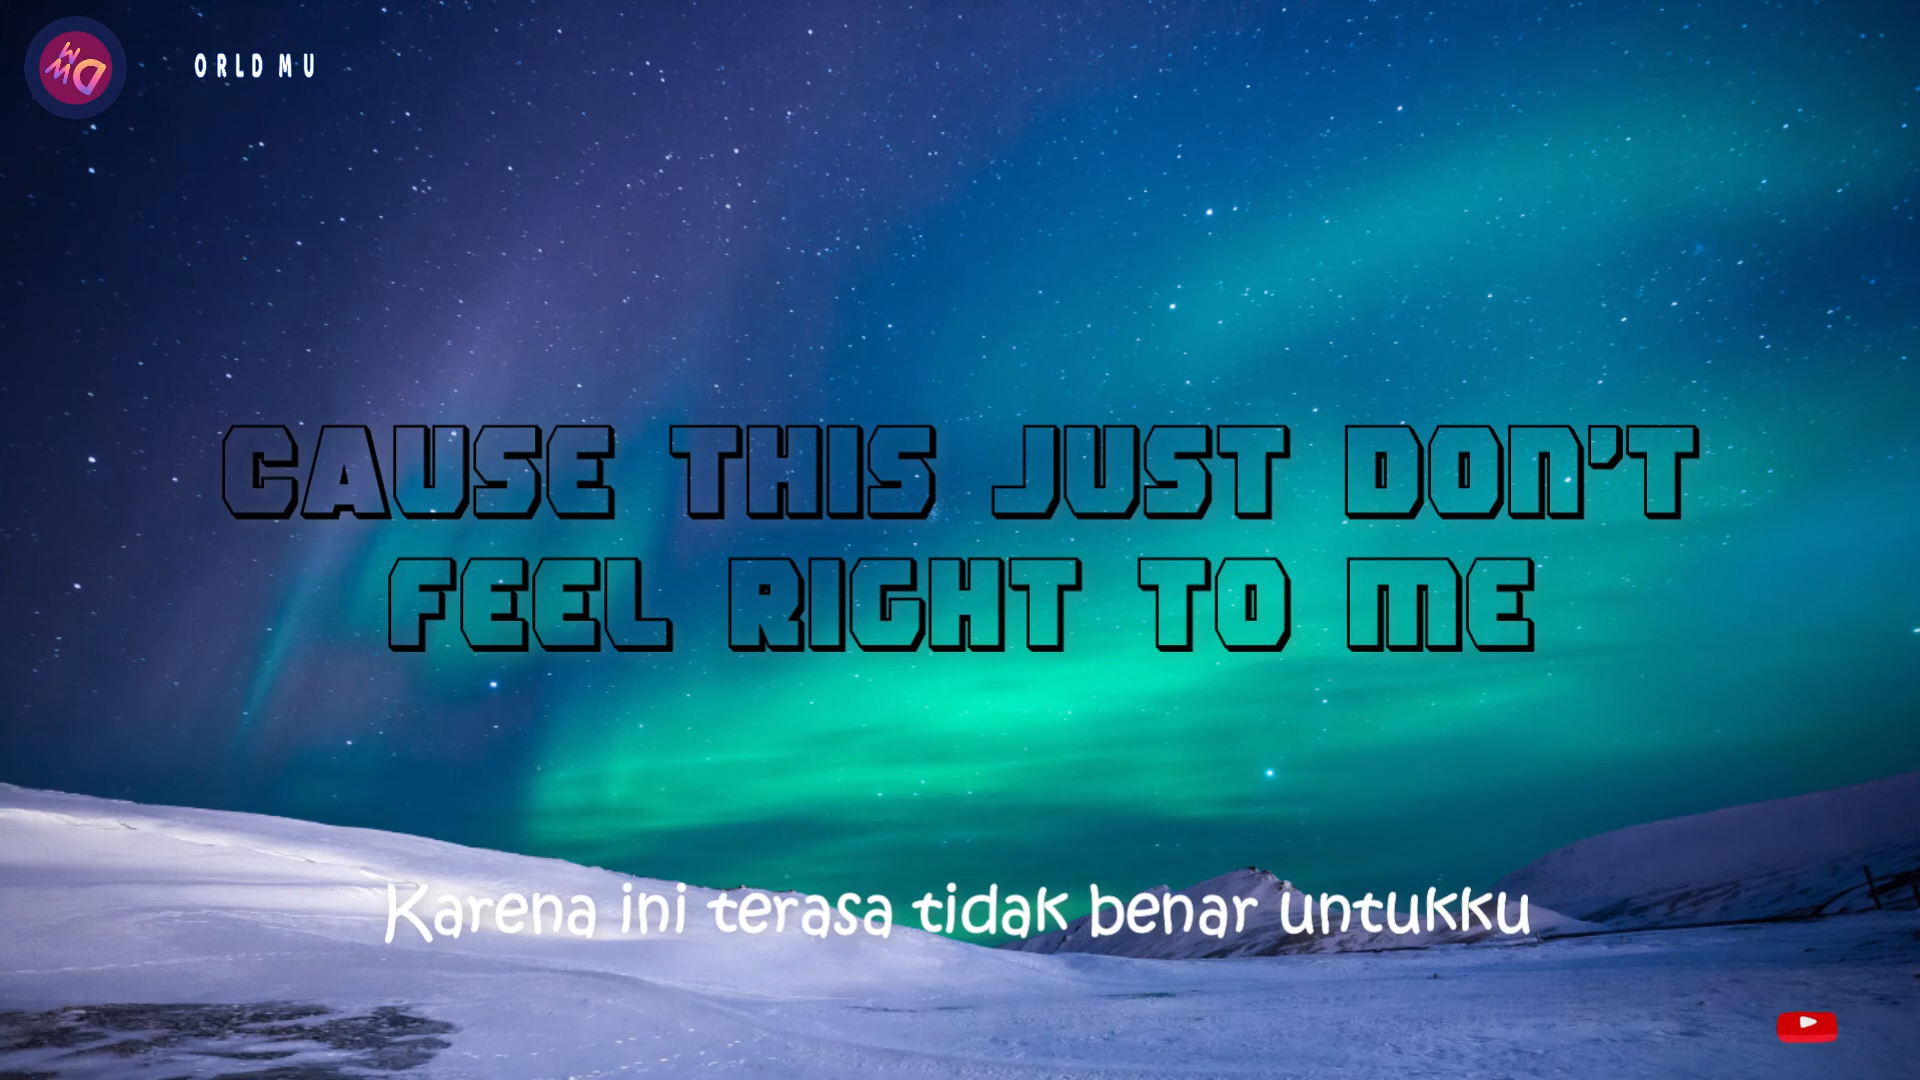 ORLD MU
CAUSE THIS JUST DON'T
FEEL RIGHT TO ME
Karena ini terasa tidak benar untukku